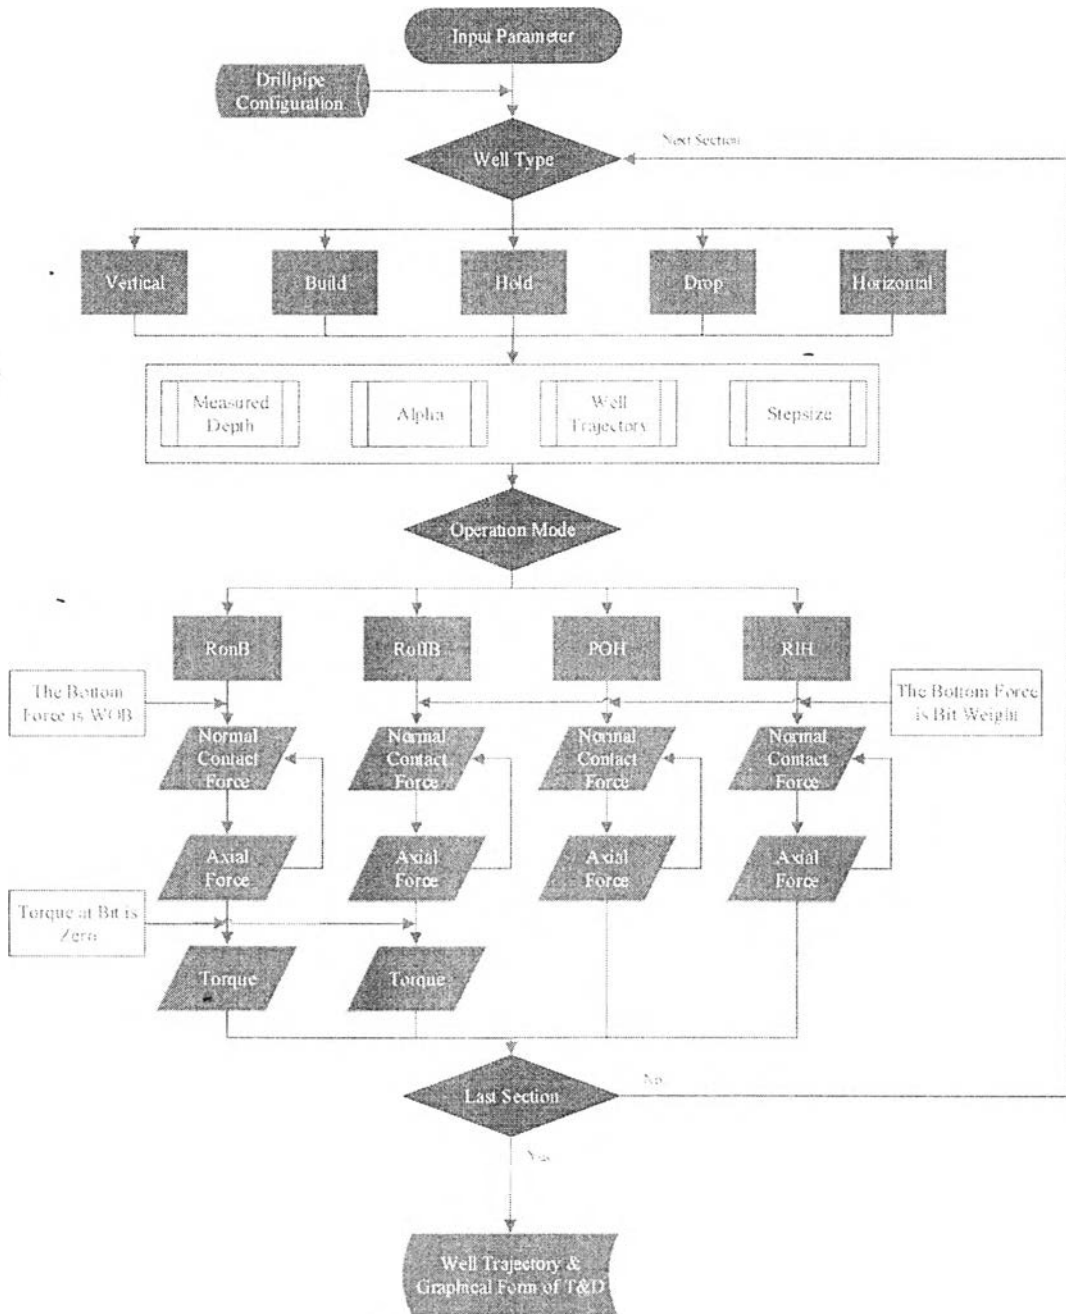 Input Parameter
Drillpipe
Configuration
Next Section
Well Type
Vertical
Build
Hold
Drop
Horizontal
Measured
Depth
Alpha
Well
Trajectory
Stepsize
Operation Mode
RonB
RoffB
POH
RIH
The Bottom
Force is WOB
The Bottom Force
is Bit Weight
Normal
Contact
Force
Normal
Contact
Force
Normal
Contact
Force
Normal
Contact
Force
Axial
Force
Axial
Force
Axial
Force
Axial
Force
Torque at Bit is
Zero
Torque
Torque
Last Section
No
Yes
Well Trajectory &
Graphical Form of T&D